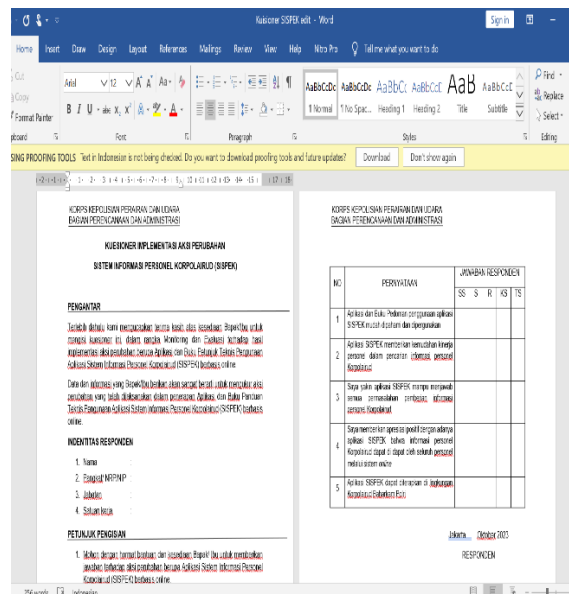 Kuisioner SISPEK edit - Word
Sign in
Home Insert Draw Design Layout References Mailings Review View Help Nitro Pro Tell me what you want to do
Cut
Copy
Format Painter
Arial 12
Find
Replace
Select
AaBbCcDc AaBbCcDc AaBbCc AaBbCcC AaB AaBbCcC
1 Normal 1 No Spac... Heading 1 Heading 2 Title Subtitle
Font Paragraph Styles Editing
SING PROOFING TOOLS Text in Indonesian is not being checked. Do you want to download proofing tools and future updates? Download Don't show again
KORPS KEPOLISIAN PERAIRAN DAN UDARA
BAGIAN PERENCANAAN DAN ADMINISTRASI
KUESIONER IMPLEMENTASI AKSI PERUBAHAN
SISTEM INFORMASI PERSONEL KORPOLAIRUD (SISPEK)
PENGANTAR
Terlebih dahulu kami mengucapkan terima kasih atas kesediaan Bapak/Ibu untuk
mengisi kuesioner ini, dalam rangka Monitoring dan Evaluasi terhadap hasil
implementasi aksi perubahan berupa Aplikasi dan Buku Petunjuk Teknis Pengunaan
Aplikasi Sistem Informasi Personel Korpolairud (SISPEK) berbasis online
Data dan informasi yang Bapak/Ibu berikan akan sangat berarti untuk mengukur aksi
perubahan yang telah dilaksanakan dalam penerapan Aplikasi dan Buku Panduan
Teknis Pengunaan Aplikasi Sistem Informasi Personel Korpolairud (SISPEK) berbasis
online.
INDENTITAS RESPONDEN
1. Nama :
2. Pangkat/ NRP/NIP :
3. Jabatan :
4. Satuan kerja :
PETUNJUK PENGISIAN
1. Mohon dengan hormat bantuan dan kesediaan Bapak/ Ibu untuk memberikan
jawaban terhadap aksi perubahan berupa Aplikasi Sistem Informasi Personel
Korpolairud (SISPEK) berbasis online
KORPS KEPOLISIAN PERAIRAN DAN UDARA
BAGIAN PERENCANAAN DAN ADMINISTRASI
NO PERNYATAAN JAWABAN RESPONDEN
SS S R KS TS
1 Aplikasi dan Buku Pedoman penggunaan aplikasi
SISPEK mudah dipaham dan dipergunakan
2 Aplikasi SISPEK memberikan kemudahan kinerja
personel dalam pencarian informasi personel
Korpolairud
3 Saya yakin aplikasi SISPEK mampu menjawab
semua permasalahan pemberian informasi
personel Korpolairud
4 Saya memberikan apresiasi positif dengan adanya
aplikasi SISPEK bahwa informasi personel
Korpolairud dapat di dapat oleh seluruh personel
melalui sistem online
5 Aplikasi SISPEK dapat diterapkan di lingkungan
Korpolairud Baharkam Polri
Jakarta, Oktober 2023
RESPONDEN
256 words Indonesian